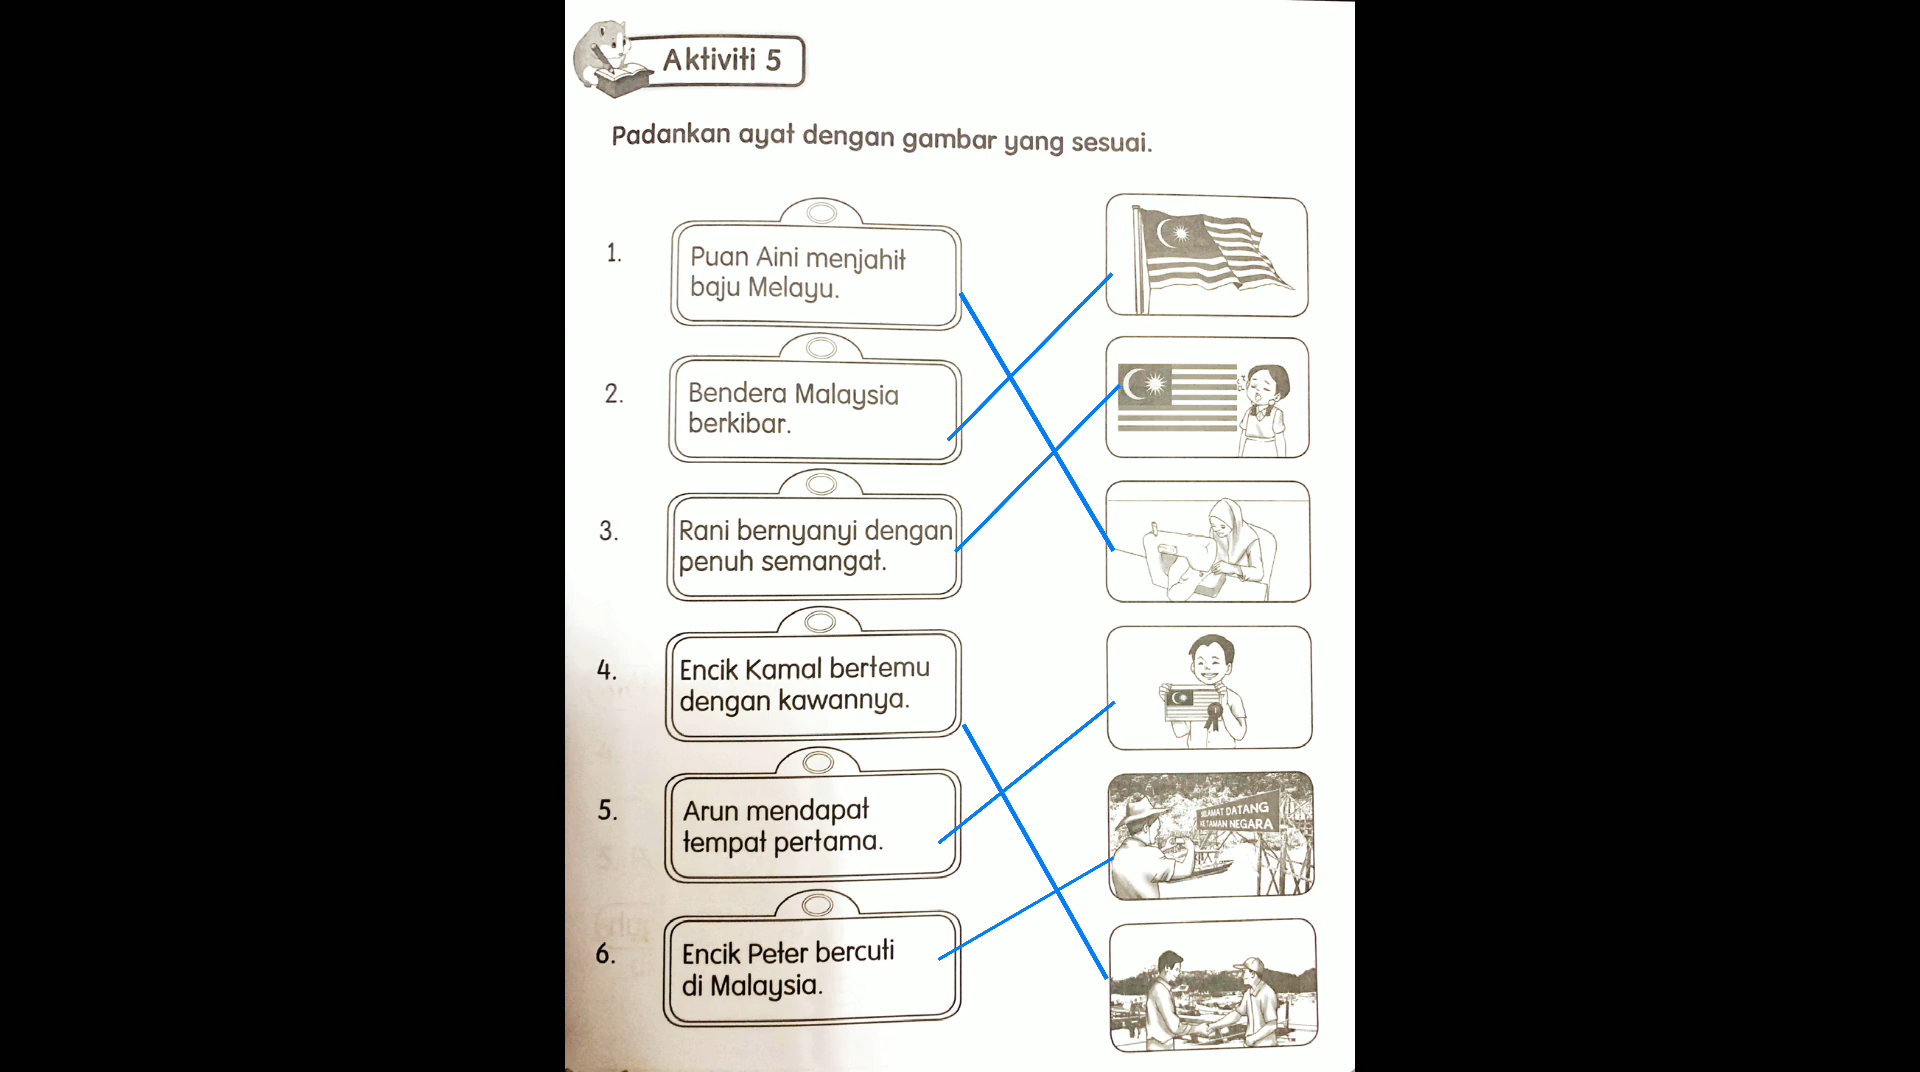 Aktiviti 5
Padankan ayat dengan gambar yang sesuai.
1.
Puan Aini menjahit
baju Melayu.
2.
Bendera Malaysia
berkibar.
3.
Rani bernyanyi dengan
penuh semangat.
4.
Encik Kamal bertemu
dengan kawannya.
5.
Arun mendapat
tempat pertama.
6.
Encik Peter bercuti
di Malaysia.
SELAMAT DATANG
KE TAMAN NEGARA